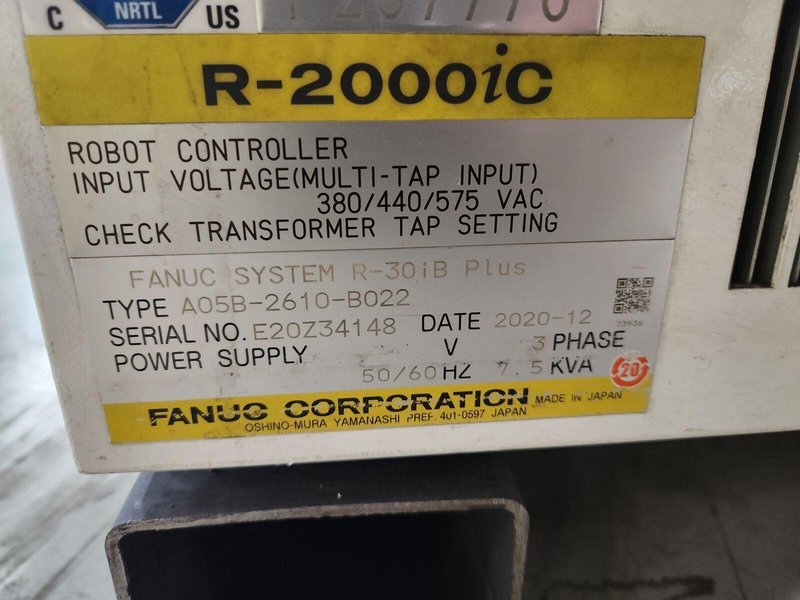 C NRTL US
R-2000iC
ROBOT CONTROLLER
INPUT VOLTAGE(MULTI-TAP INPUT)
380/440/575 VAC
CHECK TRANSFORMER TAP SETTING
FANUC SYSTEM R-30iB Plus
TYPE A05B-2610-B022
SERIAL NO. E20Z34148 DATE 2020-12
73936
POWER SUPPLY V 3 PHASE
50/60 HZ 7.5 KVA 20
FANUC CORPORATION MADE IN JAPAN
OSHINO-MURA YAMANASHI PREF. 401-0597 JAPAN